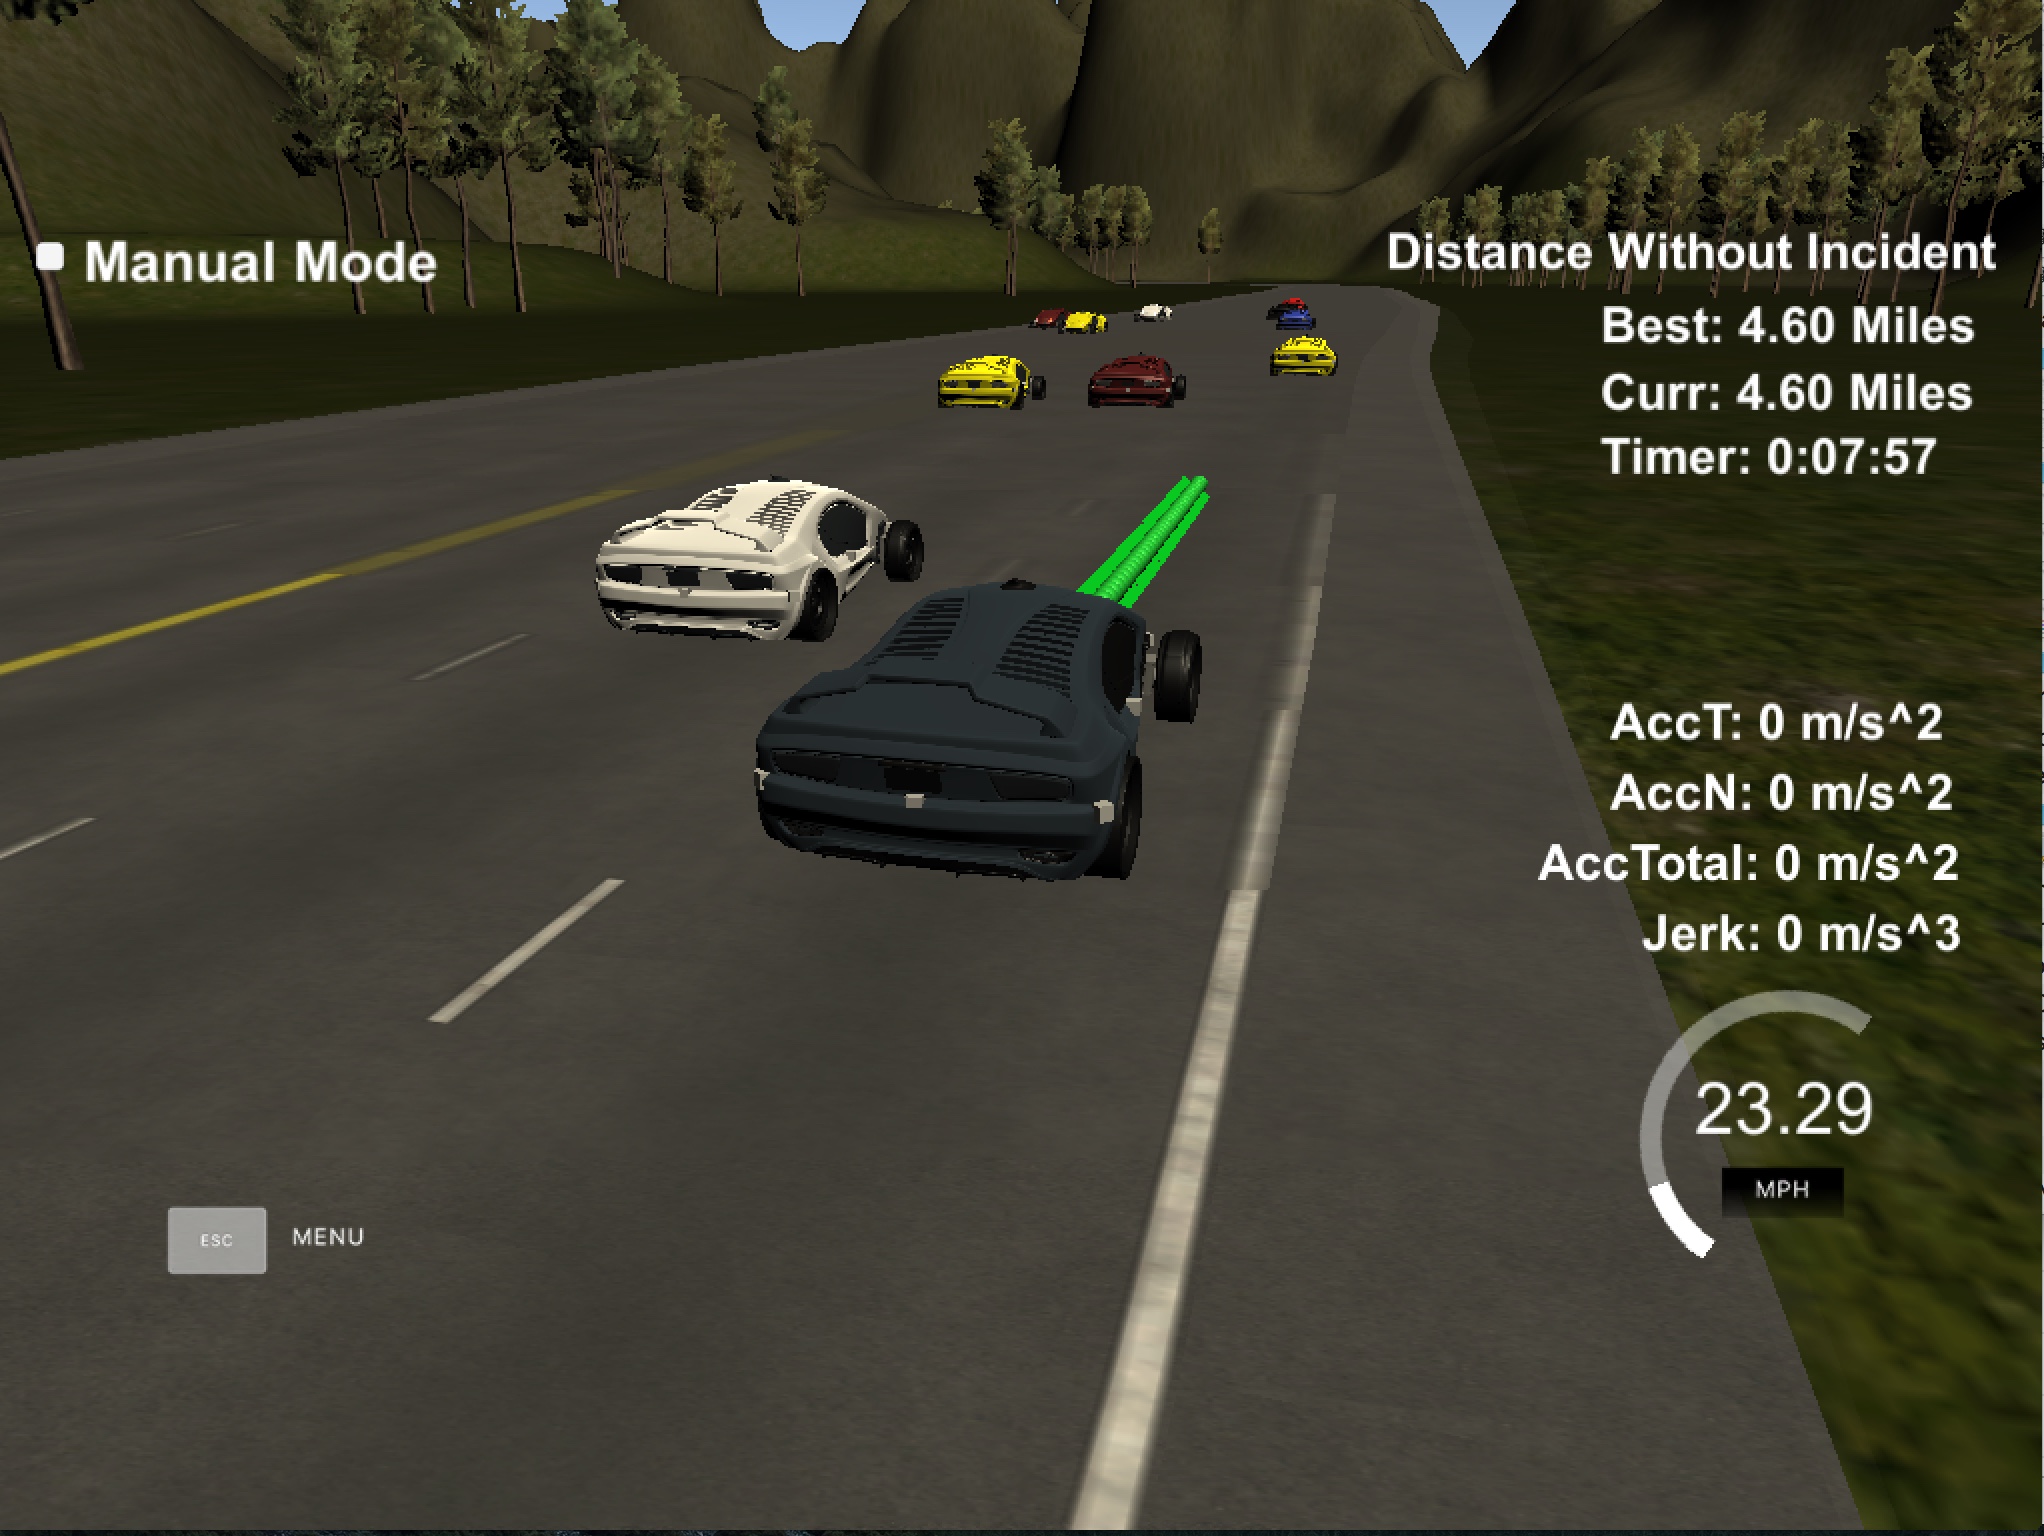 Manual Mode
Distance Without Incident
Best: 4.60 Miles
Curr: 4.60 Miles
Timer: 0:07:57
AccT: 0 m/s^2
AccN: 0 m/s^2
AccTotal: 0 m/s^2
Jerk: 0 m/s^3
23.29
MPH
ESC MENU